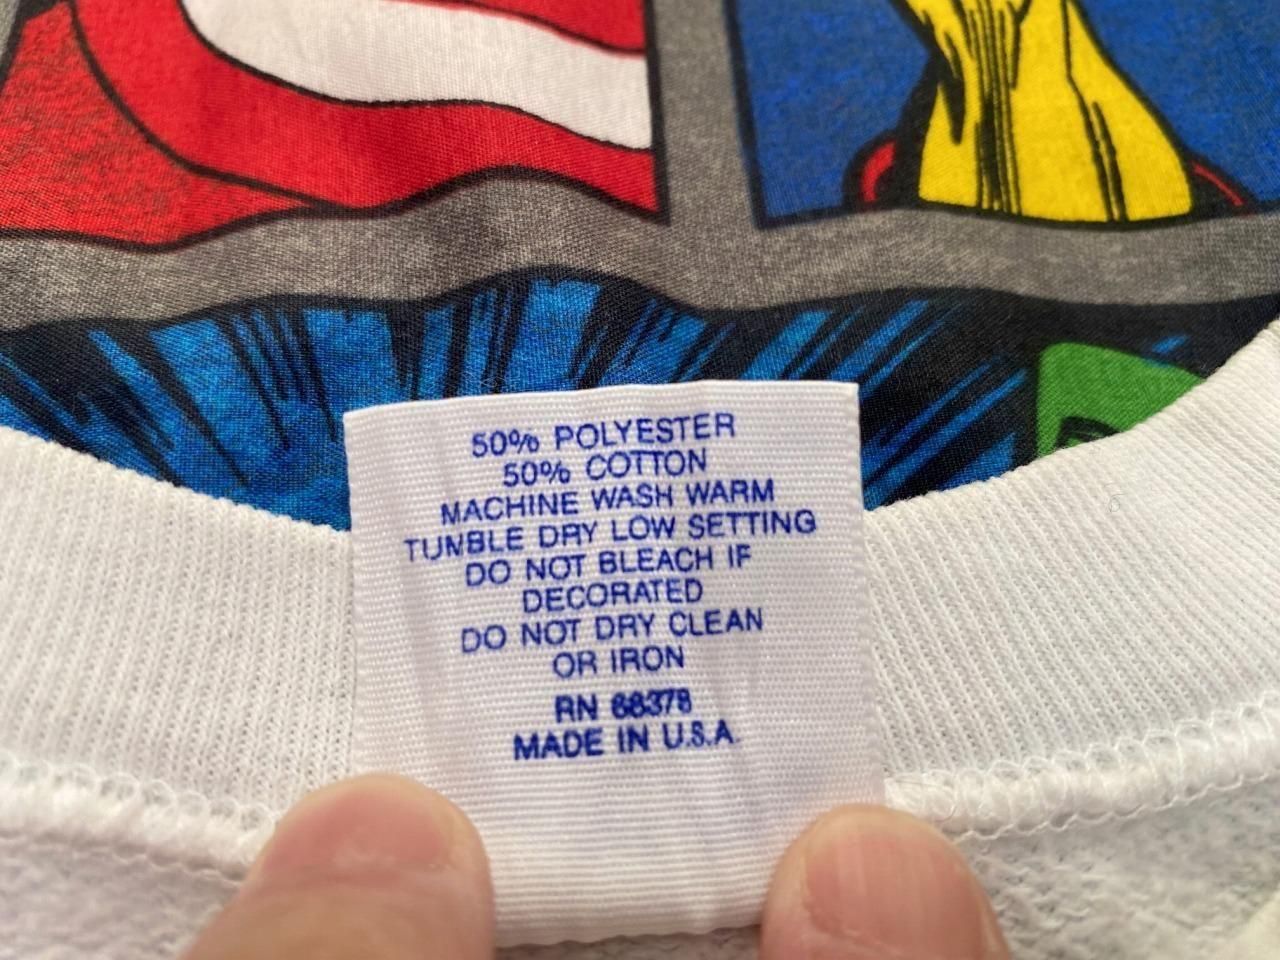 50% POLYESTER
50% COTTON
MACHINE WASH WARM
TUMBLE DRY LOW SETTING
DO NOT BLEACH IF
DECORATED
DO NOT DRY CLEAN
OR IRON
RN 68378
MADE IN U.S.A.